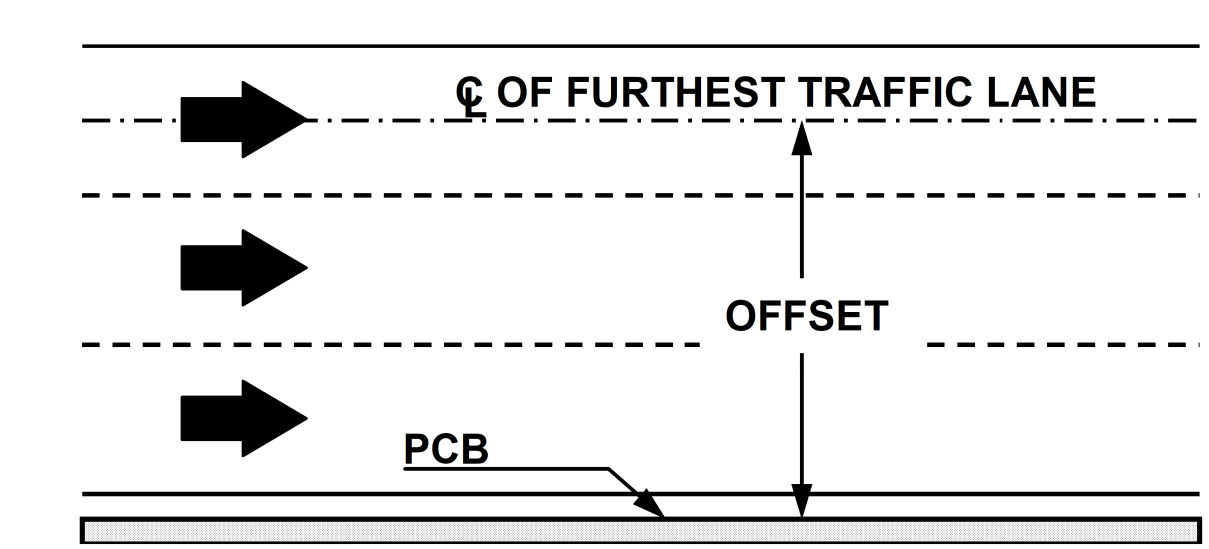 ℄ OF FURTHEST TRAFFIC LANE
OFFSET
PCB